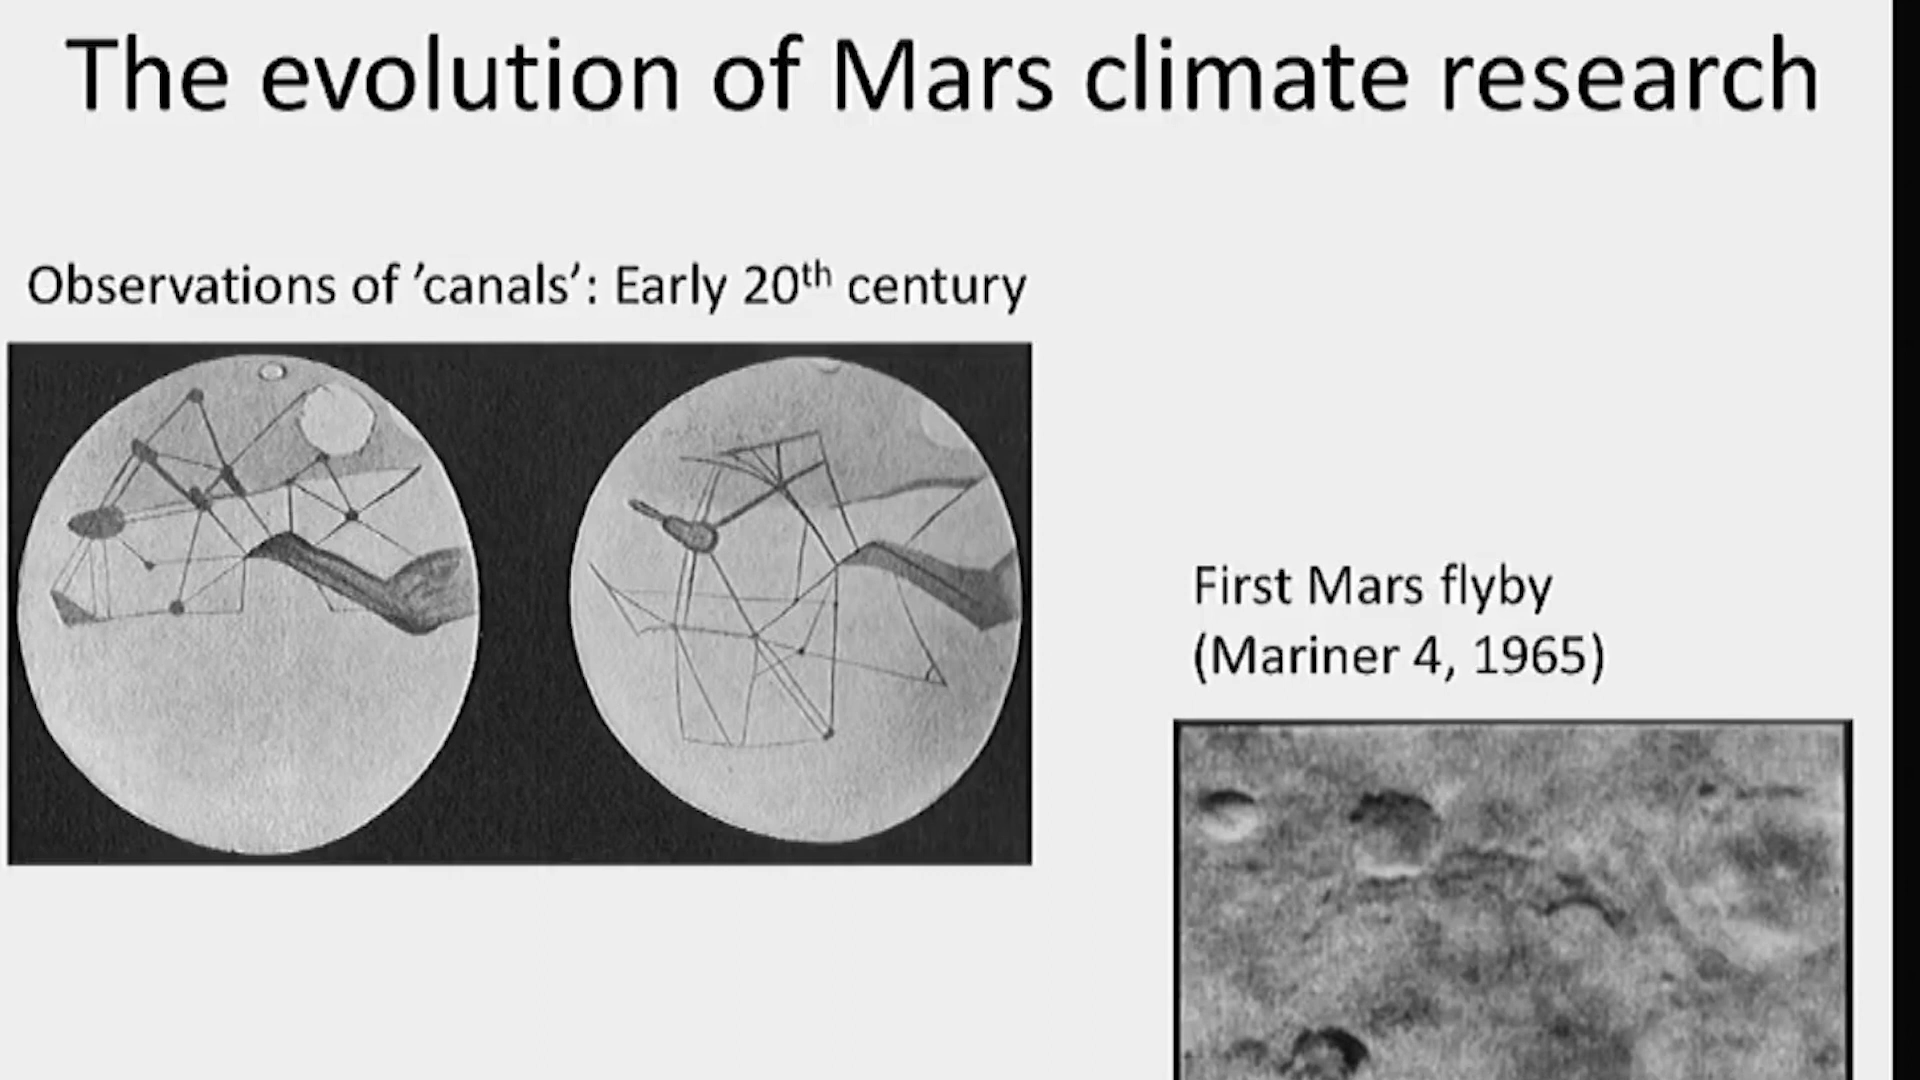 The evolution of Mars climate research
Observations of ’canals’: Early 20th century
First Mars flyby
(Mariner 4, 1965)